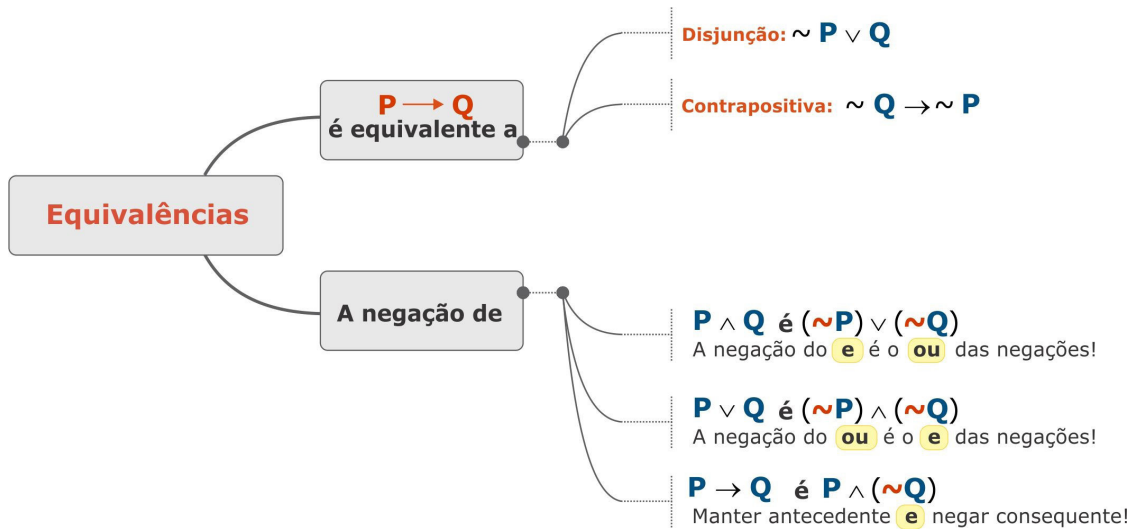 Equivalências
P → Q
é equivalente a
Disjunção: ~ P ∨ Q
Contrapositiva: ~ Q →~ P
A negação de
P ∧ Q é (~P) ∨ (~Q)
A negação do e é o ou das negações!
P ∨ Q é (~P) ∧ (~Q)
A negação do ou é o e das negações!
P → Q é P ∧ (~Q)
Manter antecedente e negar consequente!